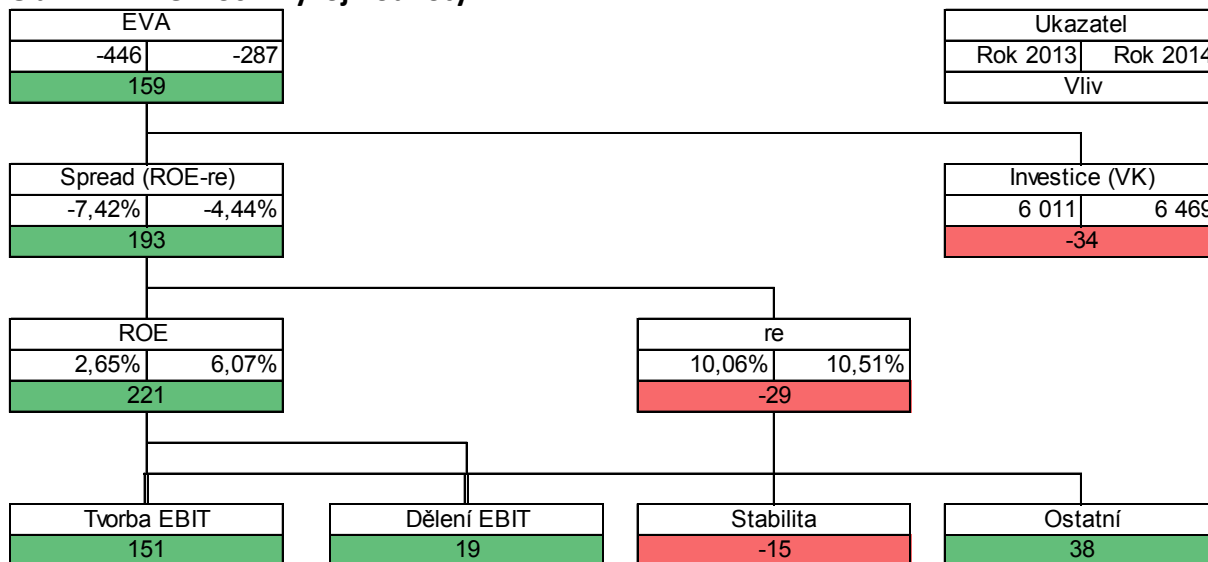 EVA
-446 -287
159
Ukazatel
Rok 2013 Rok 2014
Vliv
Spread (ROE-re)
-7,42% -4,44%
193
Investice (VK)
6 011 6 469
-34
ROE
2,65% 6,07%
221
re
10,06% 10,51%
-29
Tvorba EBIT
151
Dělení EBIT
19
Stabilita
-15
Ostatní
38